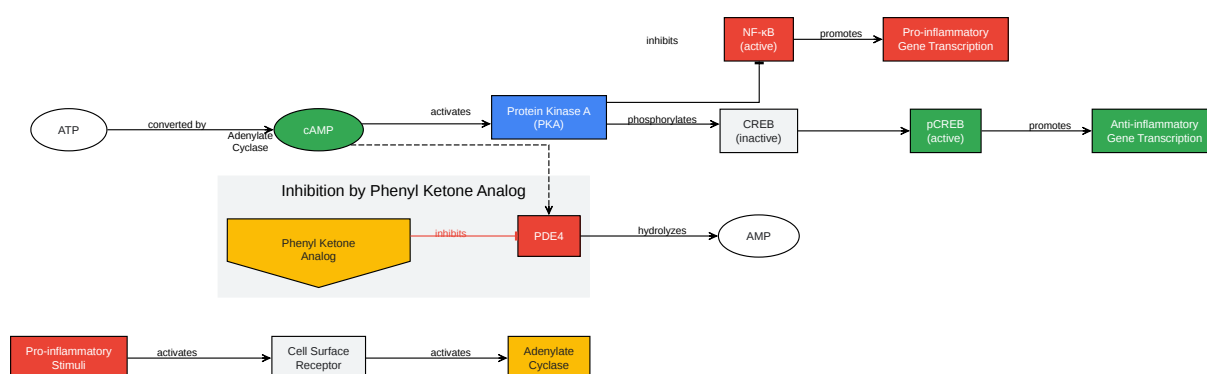 NF-κB
(active)
promotes
Pro-inflammatory
Gene Transcription
inhibits
ATP
converted by
Adenylate
Cyclase
cAMP
activates
Protein Kinase A
(PKA)
phosphorylates
CREB
(inactive)
pCREB
(active)
promotes
Anti-inflammatory
Gene Transcription
Inhibition by Phenyl Ketone Analog
Phenyl Ketone
Analog
inhibits
PDE4
hydrolyzes
AMP
Pro-inflammatory
Stimuli
activates
Cell Surface
Receptor
activates
Adenylate
Cyclase